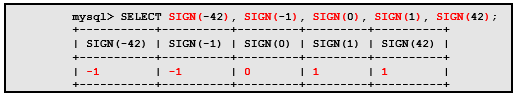 mysql> SELECT SIGN(-42), SIGN(-1), SIGN(0), SIGN(1), SIGN(42);
+-----------+----------+---------+---------+----------+
| SIGN(-42) | SIGN(-1) | SIGN(0) | SIGN(1) | SIGN(42) |
+-----------+----------+---------+---------+----------+
| -1 | -1 | 0 | 1 | 1 |
+-----------+----------+---------+---------+----------+